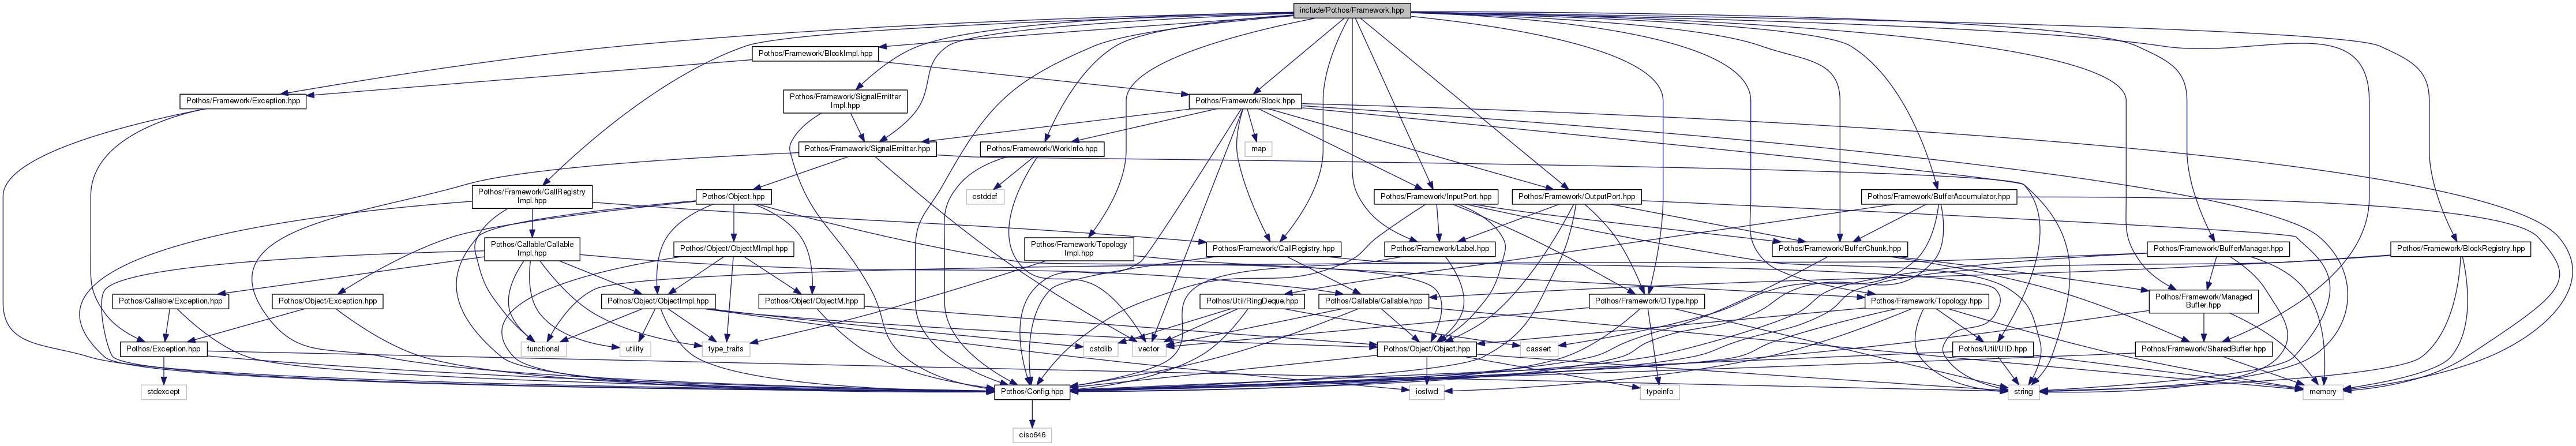 include/Pothos/Framework.hpp
Pothos/Framework/BlockImpl.hpp
Pothos/Framework/Exception.hpp
Pothos/Framework/SignalEmitter
Impl.hpp
Pothos/Framework/Block.hpp
Pothos/Framework/SignalEmitter.hpp
Pothos/Framework/WorkInfo.hpp
map
Pothos/Framework/CallRegistry
Impl.hpp
Pothos/Object.hpp
cstddef
Pothos/Framework/InputPort.hpp
Pothos/Framework/OutputPort.hpp
Pothos/Framework/BufferAccumulator.hpp
Pothos/Callable/Callable
Impl.hpp
Pothos/Object/ObjectMImpl.hpp
Pothos/Framework/Topology
Impl.hpp
Pothos/Framework/CallRegistry.hpp
Pothos/Framework/Label.hpp
Pothos/Framework/BufferChunk.hpp
Pothos/Framework/BufferManager.hpp
Pothos/Framework/BlockRegistry.hpp
Pothos/Callable/Exception.hpp
Pothos/Object/Exception.hpp
Pothos/Object/ObjectImpl.hpp
Pothos/Object/ObjectM.hpp
Pothos/Util/RingDeque.hpp
Pothos/Callable/Callable.hpp
Pothos/Framework/DType.hpp
Pothos/Framework/Topology.hpp
Pothos/Framework/Managed
Buffer.hpp
Pothos/Exception.hpp
functional
utility
type_traits
cstdlib
vector
Pothos/Object/Object.hpp
cassert
Pothos/Util/UID.hpp
Pothos/Framework/SharedBuffer.hpp
stdexcept
Pothos/Config.hpp
iosfwd
typeinfo
string
memory
ciso646